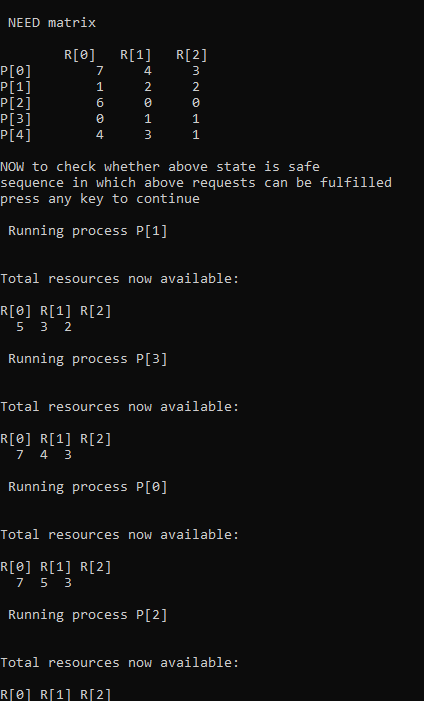 NEED matrix
R[0] R[1] R[2]
P[0] 7 4 3
P[1] 1 2 2
P[2] 6 0 0
P[3] 0 1 1
P[4] 4 3 1
NOW to check whether above state is safe
sequence in which above requests can be fulfilled
press any key to continue
Running process P[1]
Total resources now available:
R[0] R[1] R[2]
5 3 2
Running process P[3]
Total resources now available:
R[0] R[1] R[2]
7 4 3
Running process P[0]
Total resources now available:
R[0] R[1] R[2]
7 5 3
Running process P[2]
Total resources now available:
R[0] R[1] R[2]